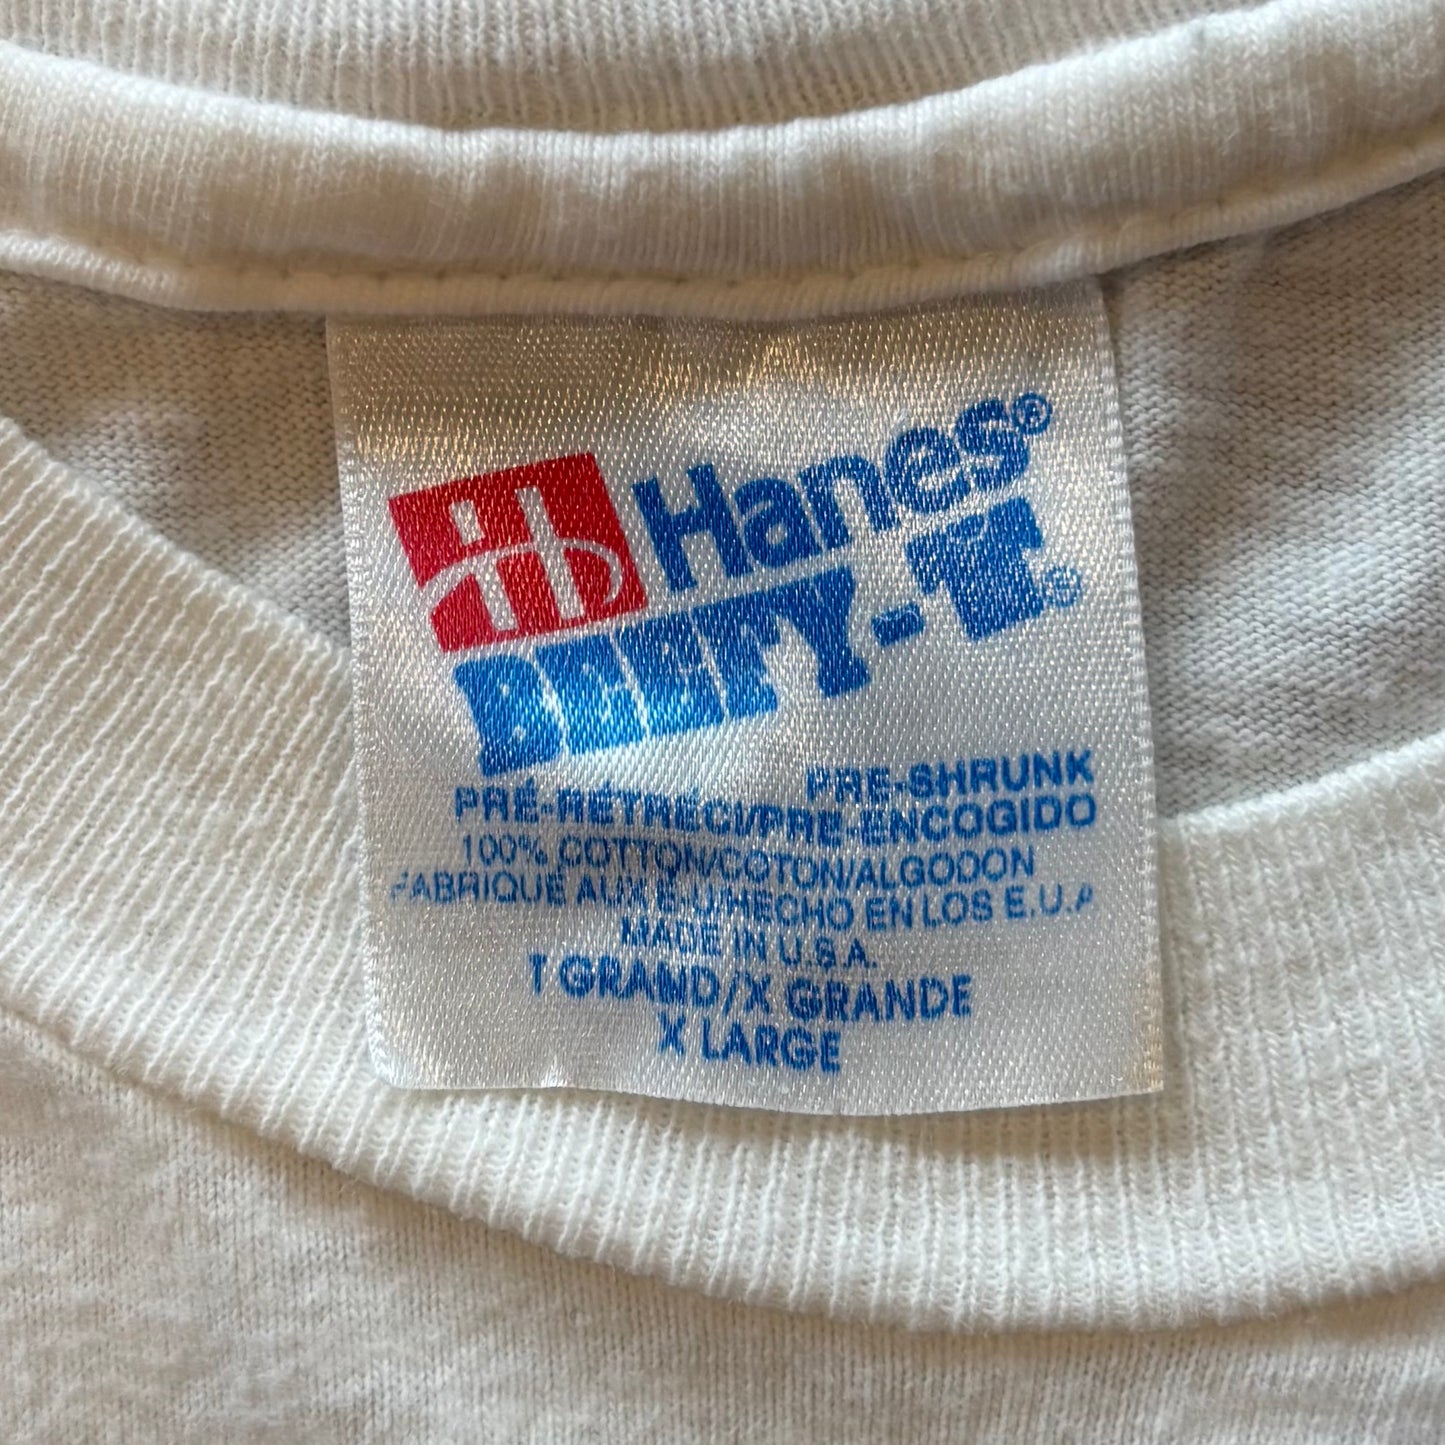 Hanes®
BEEFY-T®
PRE-SHRUNK
PRÉ-RÉTRECI/PRE-ENCOGIDO
100% COTTON/COTON/ALGODON
FABRIQUE AUX E-U/HECHO EN LOS E.U.A
MADE IN U.S.A.
T GRAND/X GRANDE
X LARGE